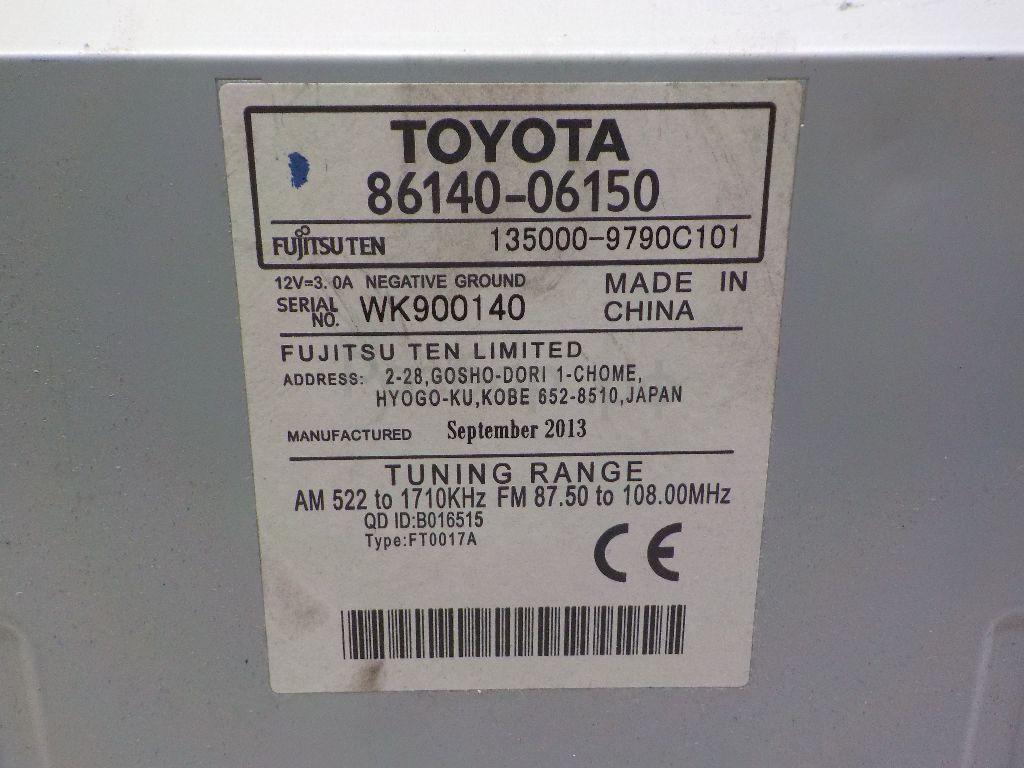 TOYOTA
86140-06150
FUJITSU TEN 135000-9790C101
12V=3.0A NEGATIVE GROUND MADE IN
SERIAL NO. WK900140 CHINA
FUJITSU TEN LIMITED
ADDRESS: 2-28,GOSHO-DORI 1-CHOME,
HYOGO-KU,KOBE 652-8510,JAPAN
MANUFACTURED September 2013
TUNING RANGE
AM 522 to 1710KHz FM 87.50 to 108.00MHz
QD ID:B016515
Type:FT0017A
CE